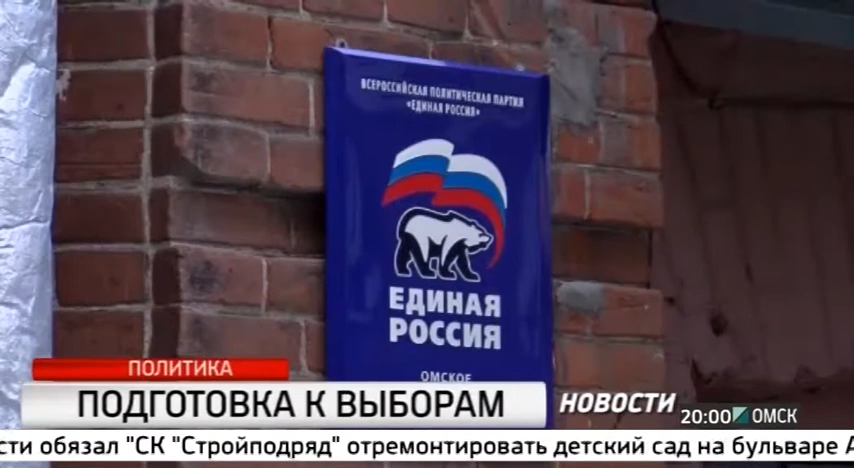 ВСЕРОССИЙСКАЯ ПОЛИТИЧЕСКАЯ ПАРТИЯ
«ЕДИНАЯ РОССИЯ»
ЕДИНАЯ
РОССИЯ
ОМСКОЕ
ПОЛИТИКА
ПОДГОТОВКА К ВЫБОРАМ
НОВОСТИ
20:00 ОМСК
обязал "СК "Стройподряд" отремонтировать детский сад на бульваре